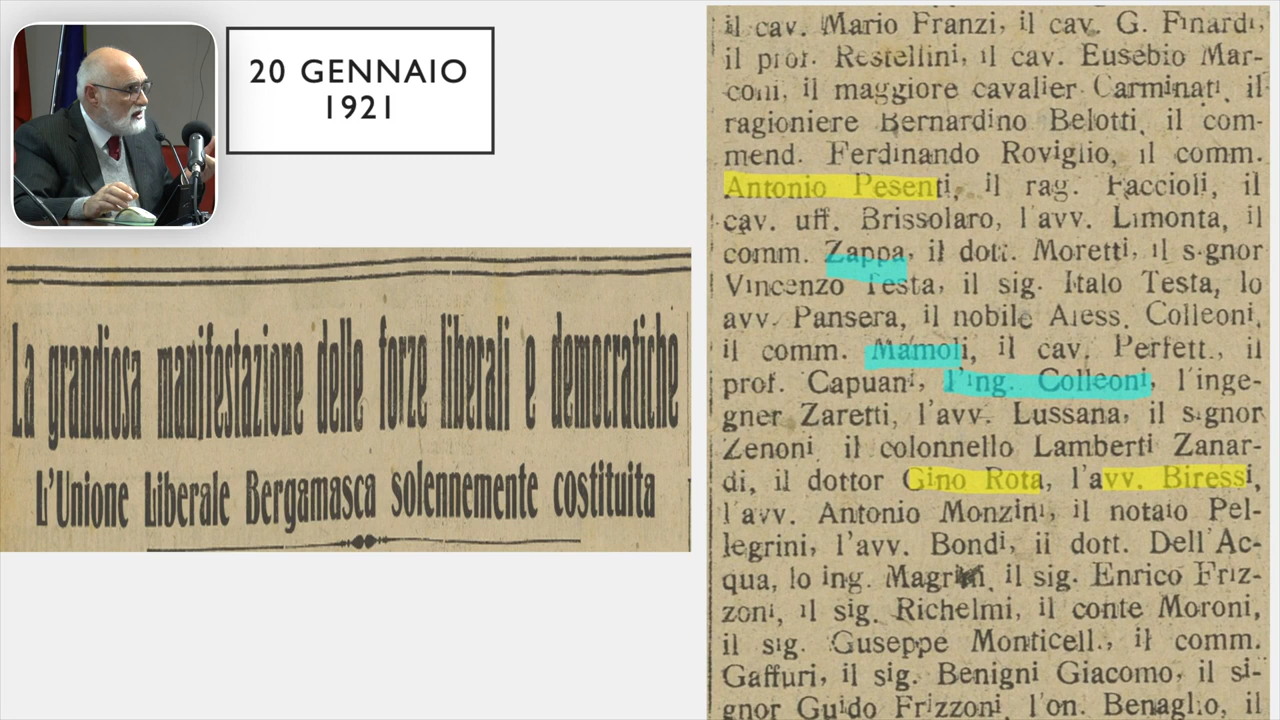 20 GENNAIO
1921
La grandiosa manifestazione delle forze liberali e democratiche
L'Unione Liberale Bergamasca solennemente costituita
il cav. Mario Franzi, il cav. G. Finardi,
il prof. Restellini, il cav. Eusebio Mar-
coni, il maggiore cavalier Carminati, il
ragioniere Bernardino Belotti, il com-
mend. Ferdinando Roviglio, il comm.
Antonio Pesenti, il rag. Faccioli, il
cav. uff. Brissolaro, l'avv. Limonta, il
comm. Zappa, il dott. Moretti, il signor
Vincenzo Testa, il sig. Italo Testa, lo
avv. Pansera, il nobile Aless. Colleoni,
il comm. Mamoli, il cav. Perfett., il
prof. Capuani, l'ing. Colleoni, l'inge-
gner Zaretti, l'avv. Lussana, il signor
Zenoni il colonnello Lamberti Zanar-
di, il dottor Gino Rota, l'avv. Biressi,
l'avv. Antonio Monzini, il notaio Pel-
legrini, l'avv. Bondi, il dott. Dell'Ac-
qua, lo ing. il sig. Enrico Friz-
zoni, il sig. Richelmi, il conte Moroni,
il sig. Giuseppe Monticell., il comm.
Gaffuri, il sig. Benigni Giacomo, il si-
gnor Guido Frizzoni, l'on. Benaglio, il